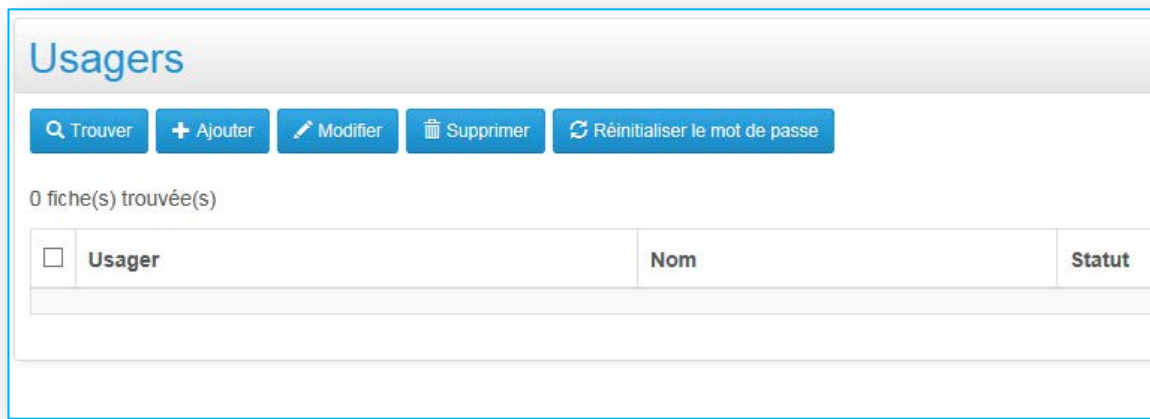 Usagers
Trouver Ajouter Modifier Supprimer Réinitialiser le mot de passe
0 fiche(s) trouvée(s)
Usager Nom Statut